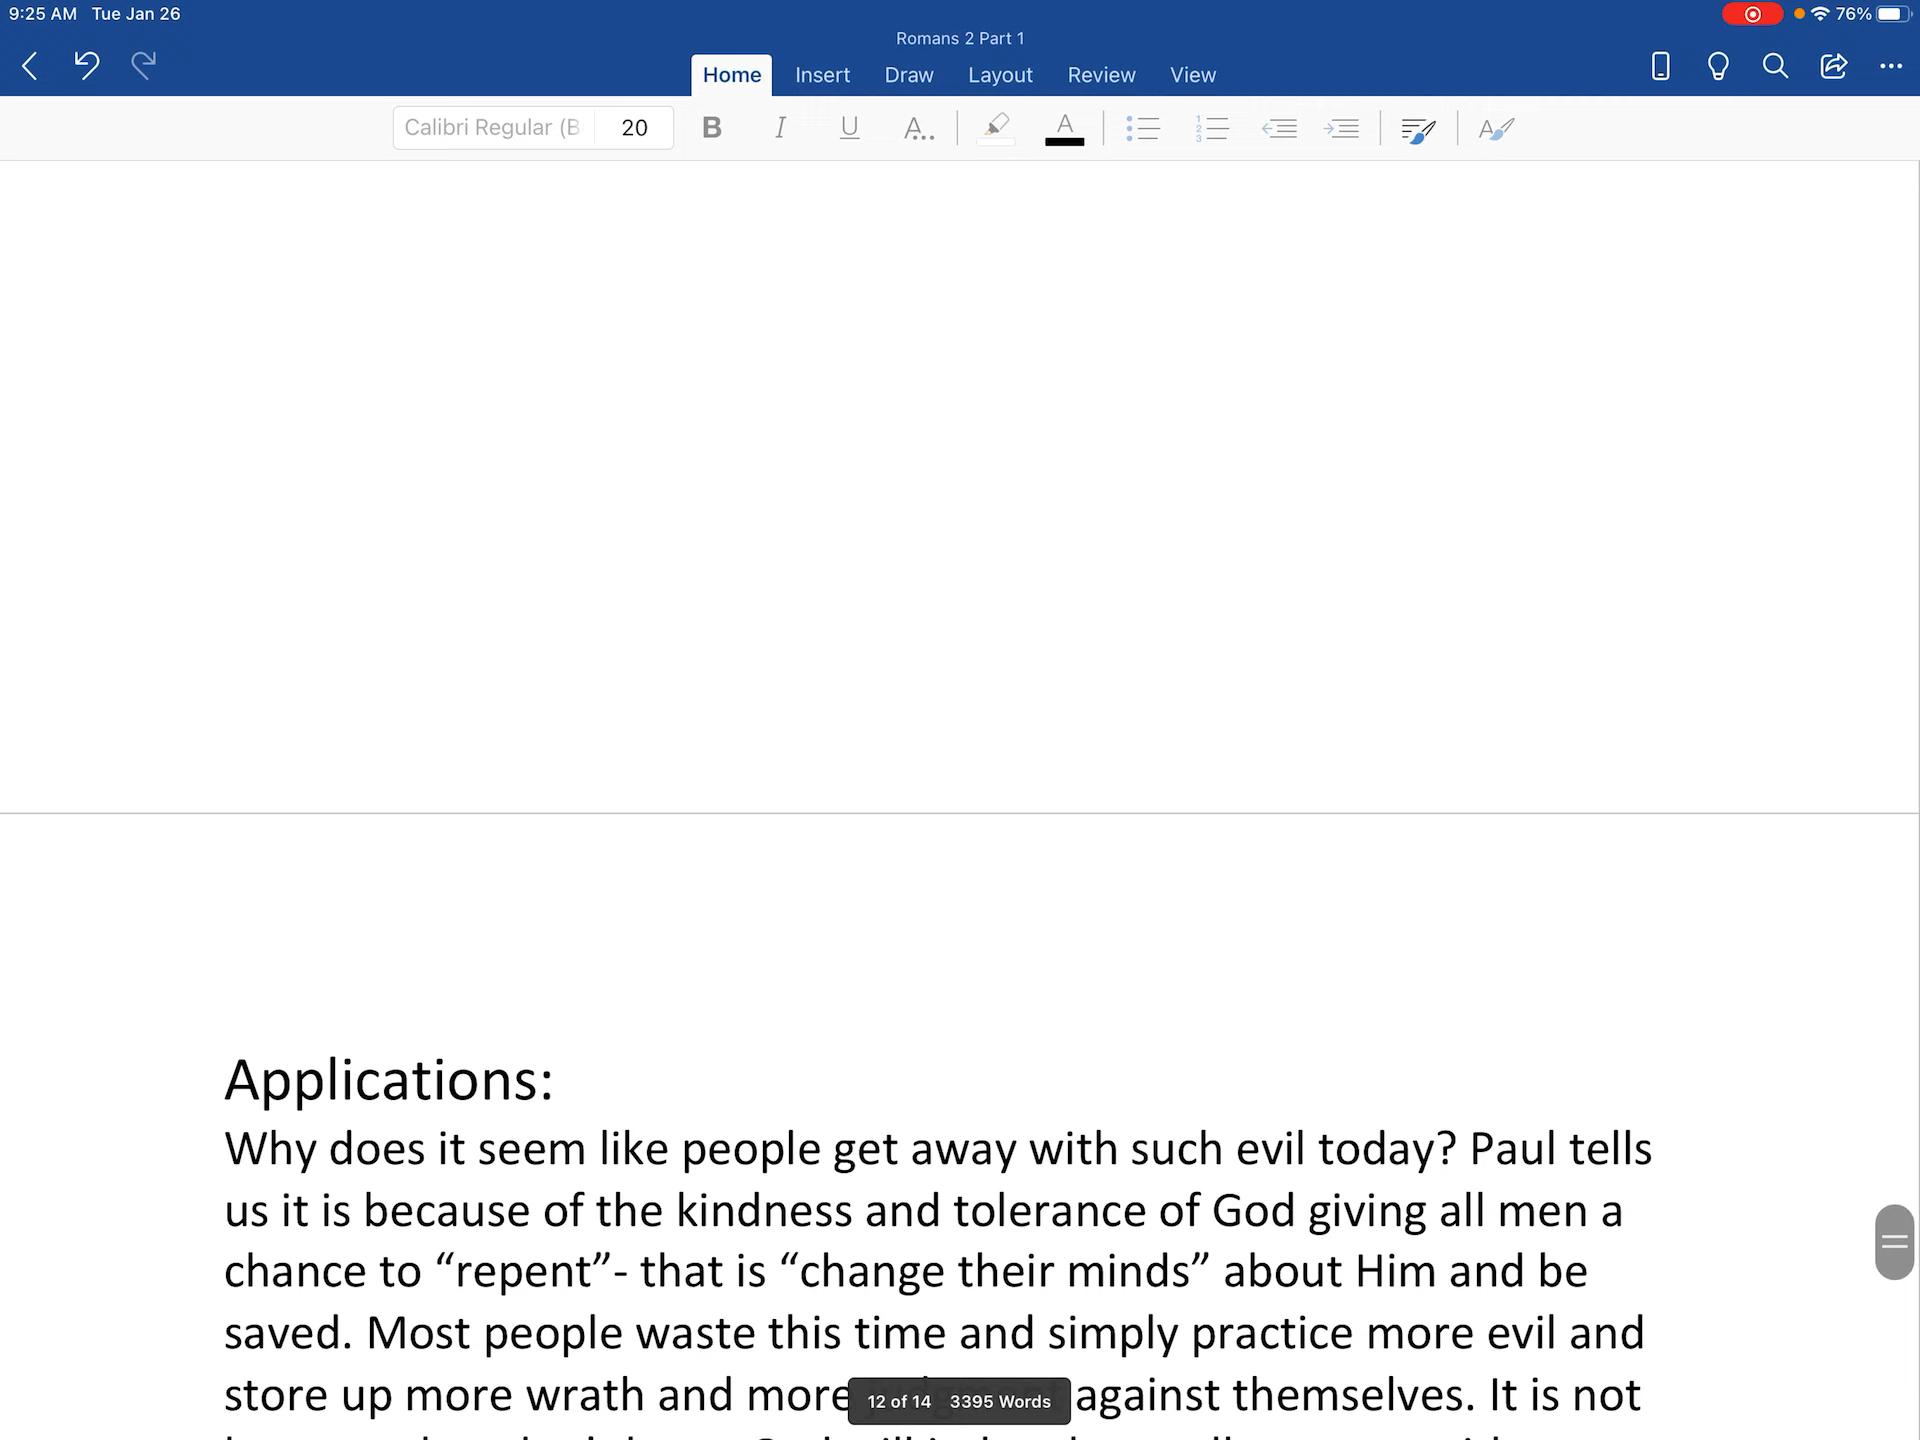 9:25 AM Tue Jan 26
76%
Romans 2 Part 1
Home Insert Draw Layout Review View
Calibri Regular (B 20 B I U A.. A A
Applications:
Why does it seem like people get away with such evil today? Paul tells
us it is because of the kindness and tolerance of God giving all men a
chance to “repent”- that is “change their minds” about Him and be
saved. Most people waste this time and simply practice more evil and
store up more wrath and more against themselves. It is not
12 of 14 3395 Words